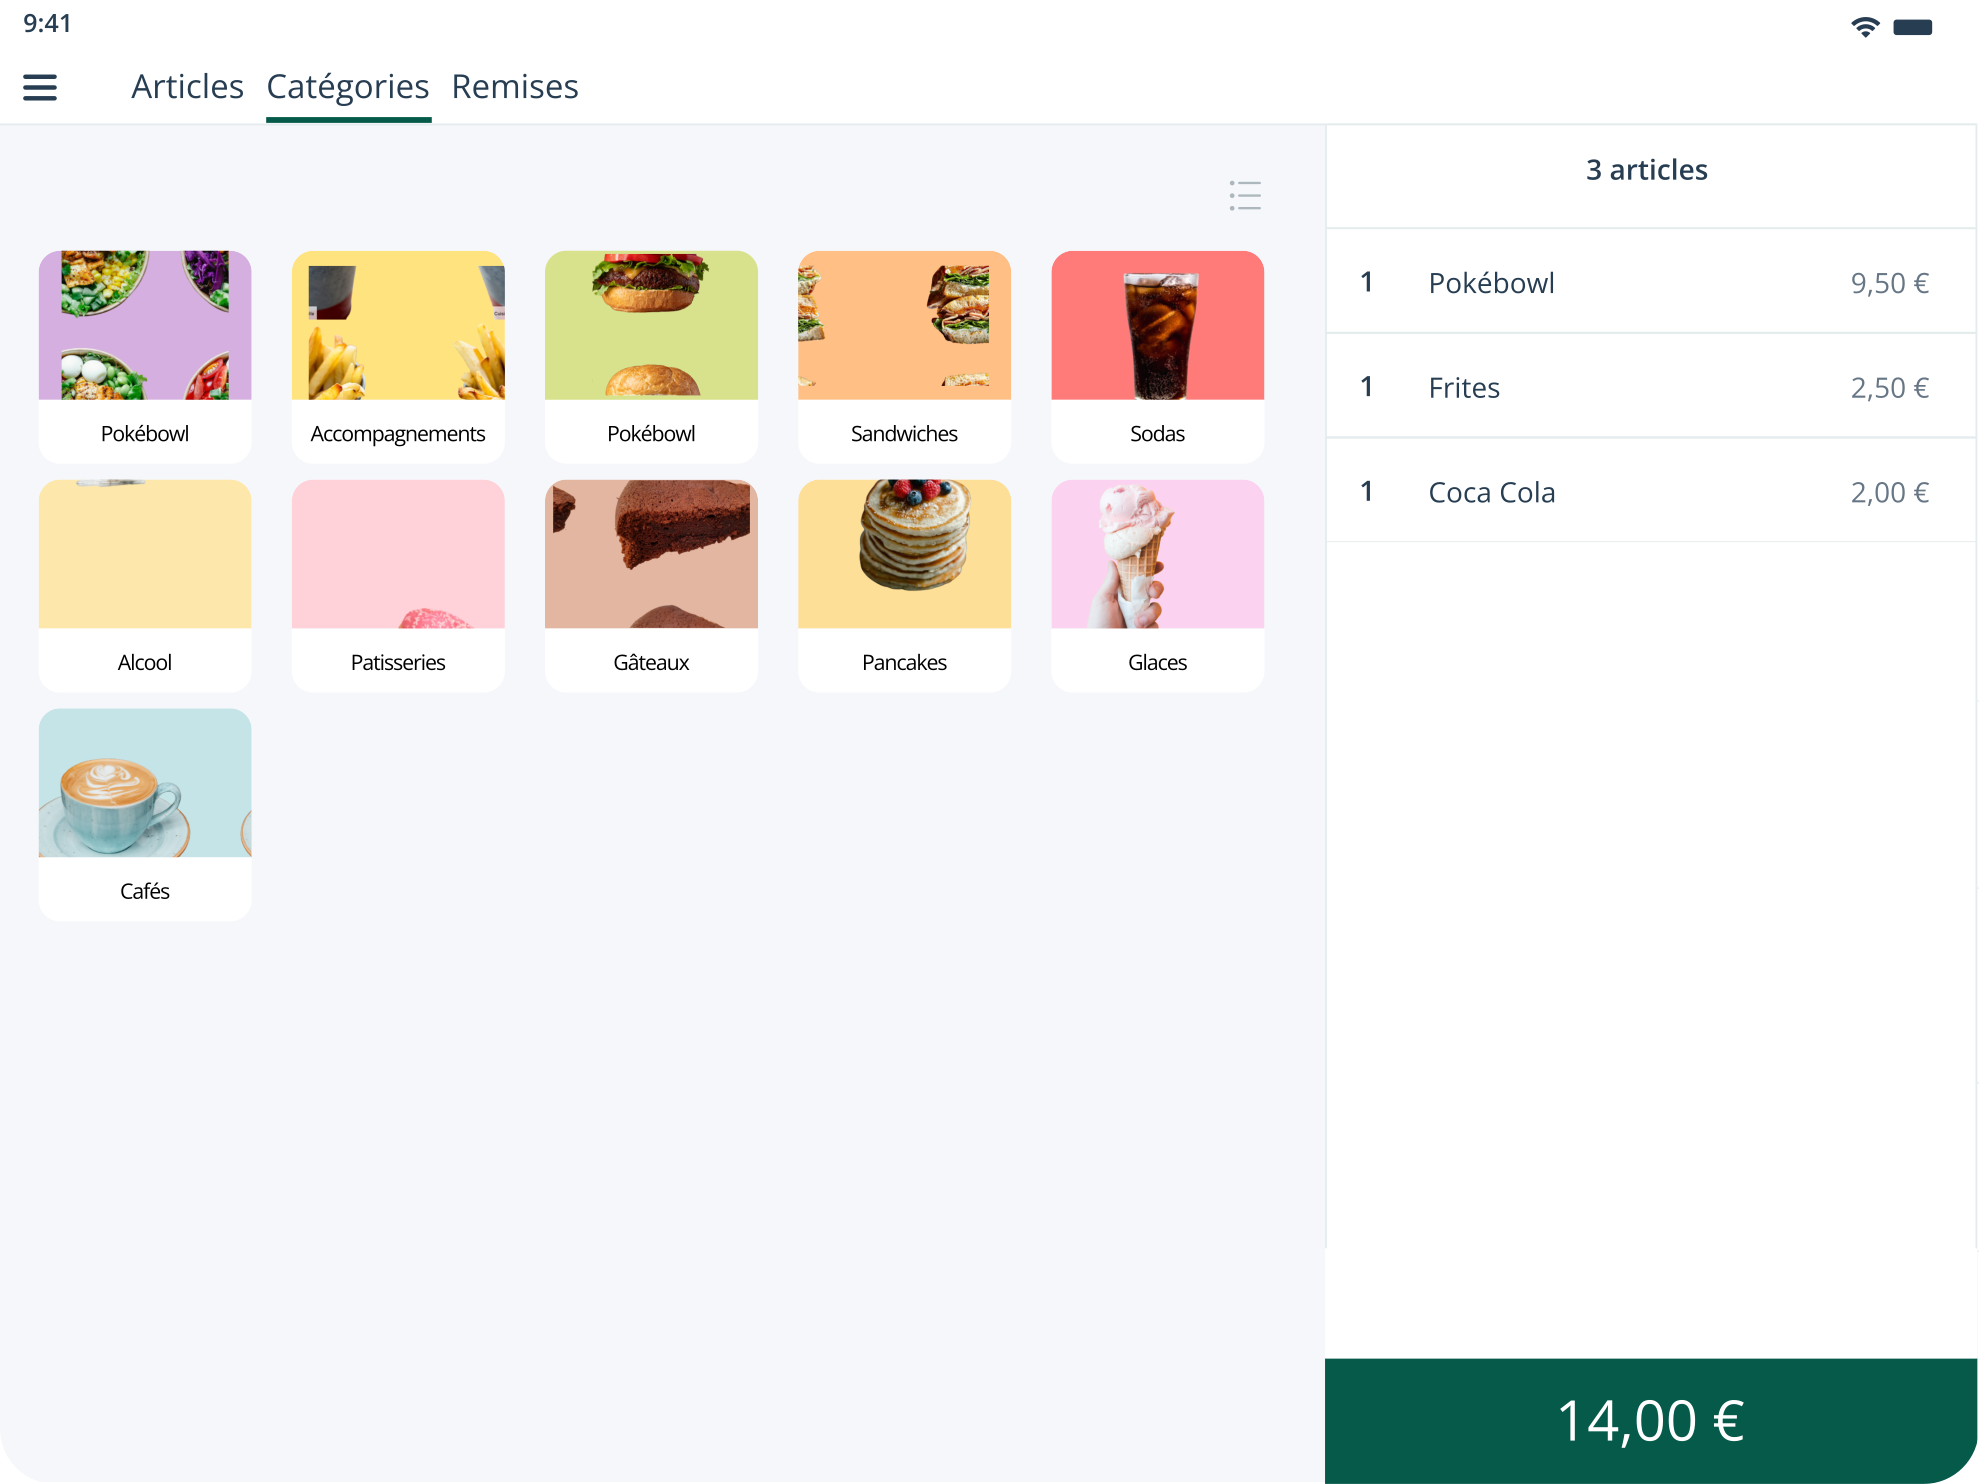 9:41
Articles Catégories Remises
3 articles
1 Pokébowl 9,50 €
1 Frites 2,50 €
1 Coca Cola 2,00 €
Pokébowl Accompagnements Pokébowl Sandwiches Sodas
Alcool Patisseries Gâteaux Pancakes Glaces
Cafés
14,00 €